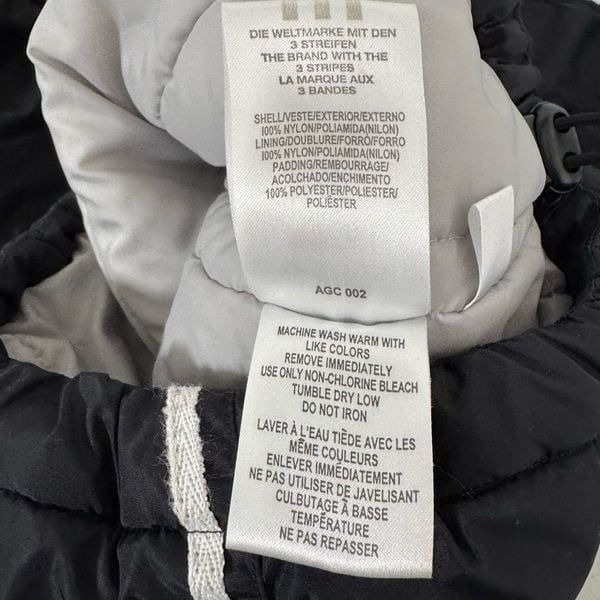 DIE WELTMARKE MIT DEN
3 STREIFEN
THE BRAND WITH THE
3 STRIPES
LA MARQUE AUX
3 BANDES
SHELL/VESTE/EXTERIOR/EXTERNO
100% NYLON/POLIAMIDA(NILON)
LINING/DOUBLURE/FORRÓ/FORRO
100% NYLON/POLIAMIDA(NILON)
PADDING/REMBOURRAGE/
ACOLCHADO/ENCHIMENTO
100% POLYESTER/POLIESTER/
POLIÉSTER
AGC 002
MACHINE WASH WARM WITH
LIKE COLORS
REMOVE IMMEDIATELY
USE ONLY NON-CHLORINE BLEACH
TUMBLE DRY LOW
DO NOT IRON
LAVER À L'EAU TIÈDE AVEC LES
MÊME COULEURS
ENLEVER IMMÉDIATEMENT
NE PAS UTILISER DE JAVELISANT
CULBUTAGE À BASSE
TEMPÉRATURE
NE PAS REPASSER